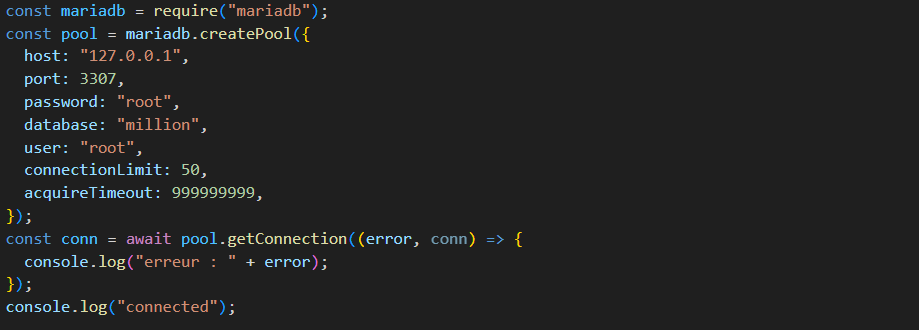 const mariadb = require("mariadb");
const pool = mariadb.createPool({
  host: "127.0.0.1",
  port: 3307,
  password: "root",
  database: "million",
  user: "root",
  connectionLimit: 50,
  acquireTimeout: 999999999,
});
const conn = await pool.getConnection((error, conn) => {
  console.log("erreur : " + error);
});
console.log("connected");